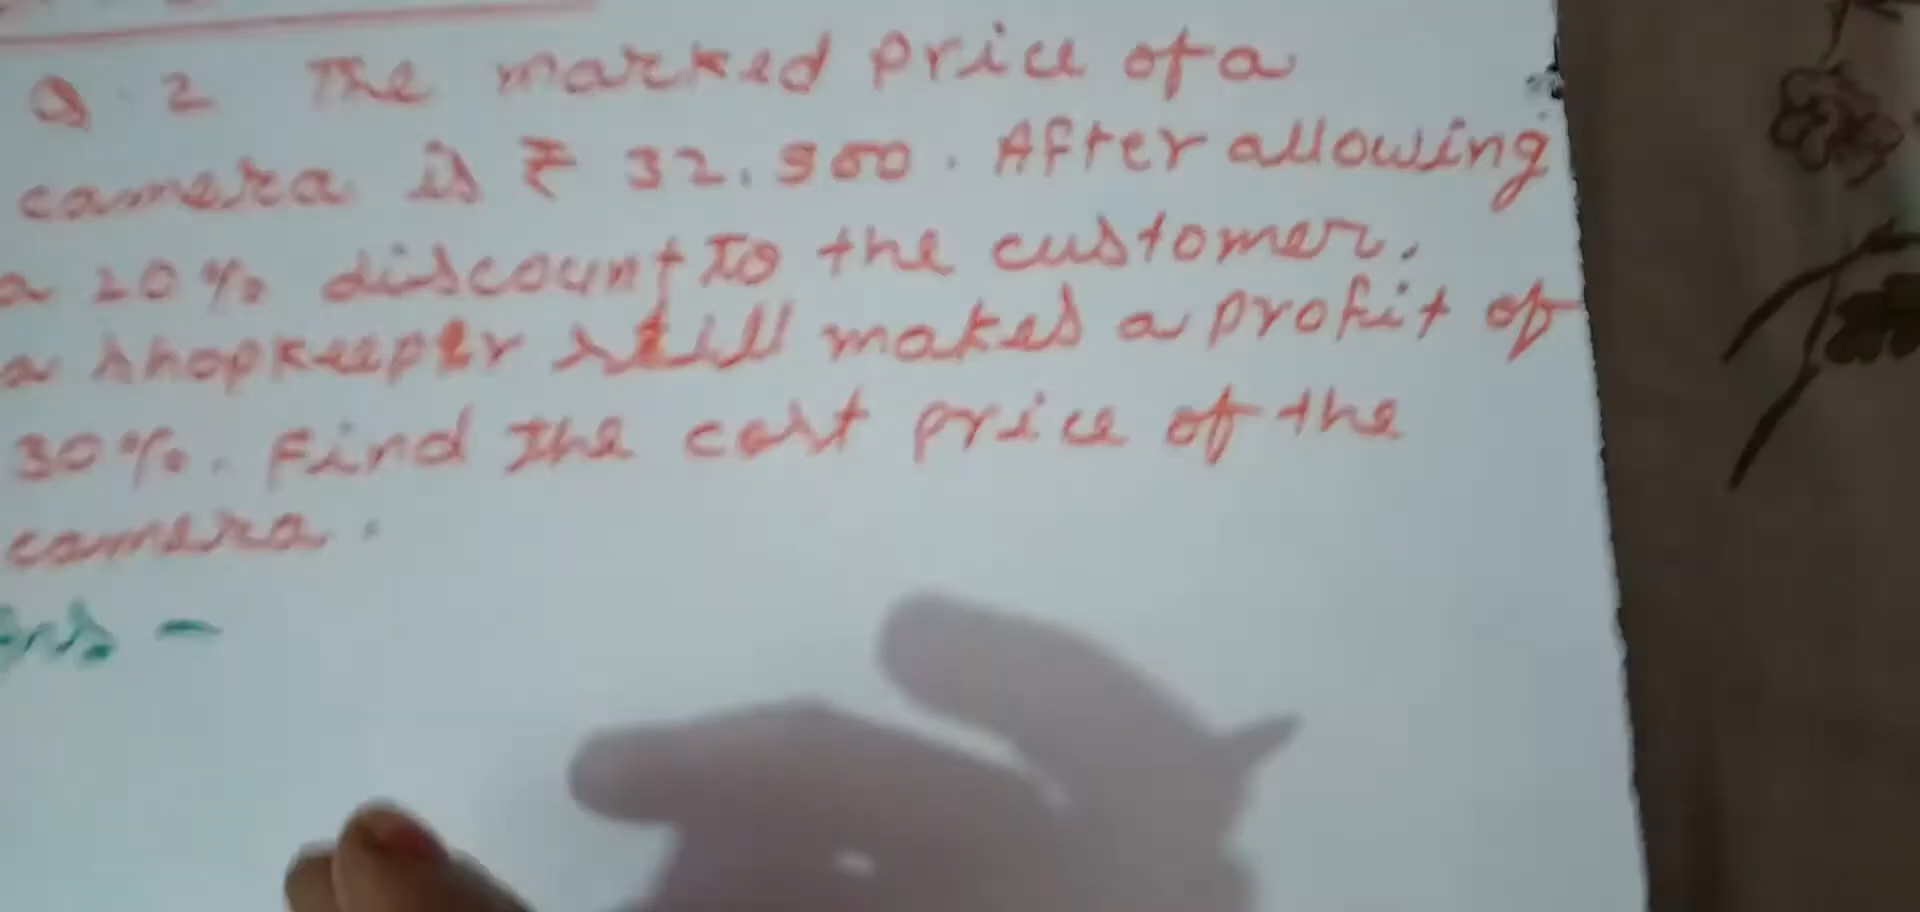 Q.2 The marked price of a
camera is ₹ 32,500. After allowing
a 20% discount to the customer,
a shopkeeper still makes a profit of
30%. Find the cost price of the
camera.
Ans -